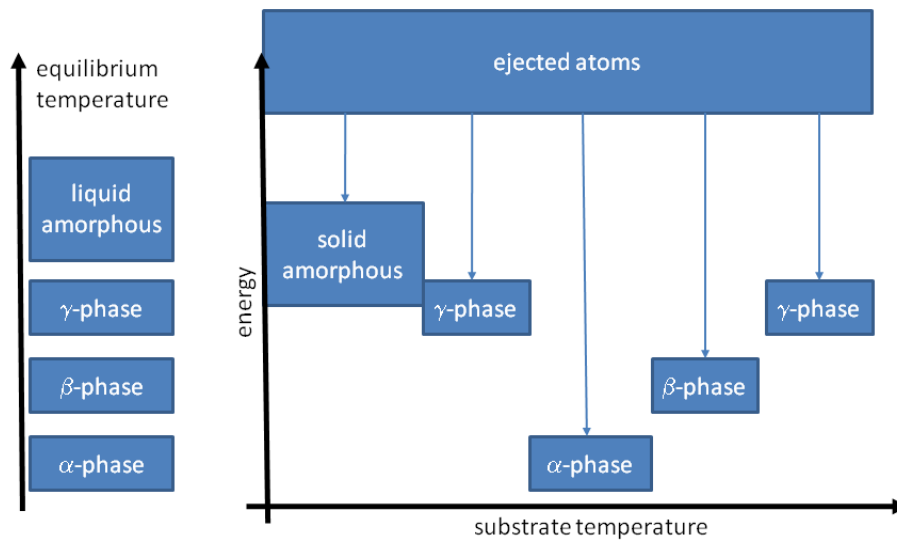 equilibrium
temperature
liquid
amorphous
γ-phase
β-phase
α-phase
ejected atoms
solid
amorphous
γ-phase
γ-phase
β-phase
α-phase
energy
substrate temperature